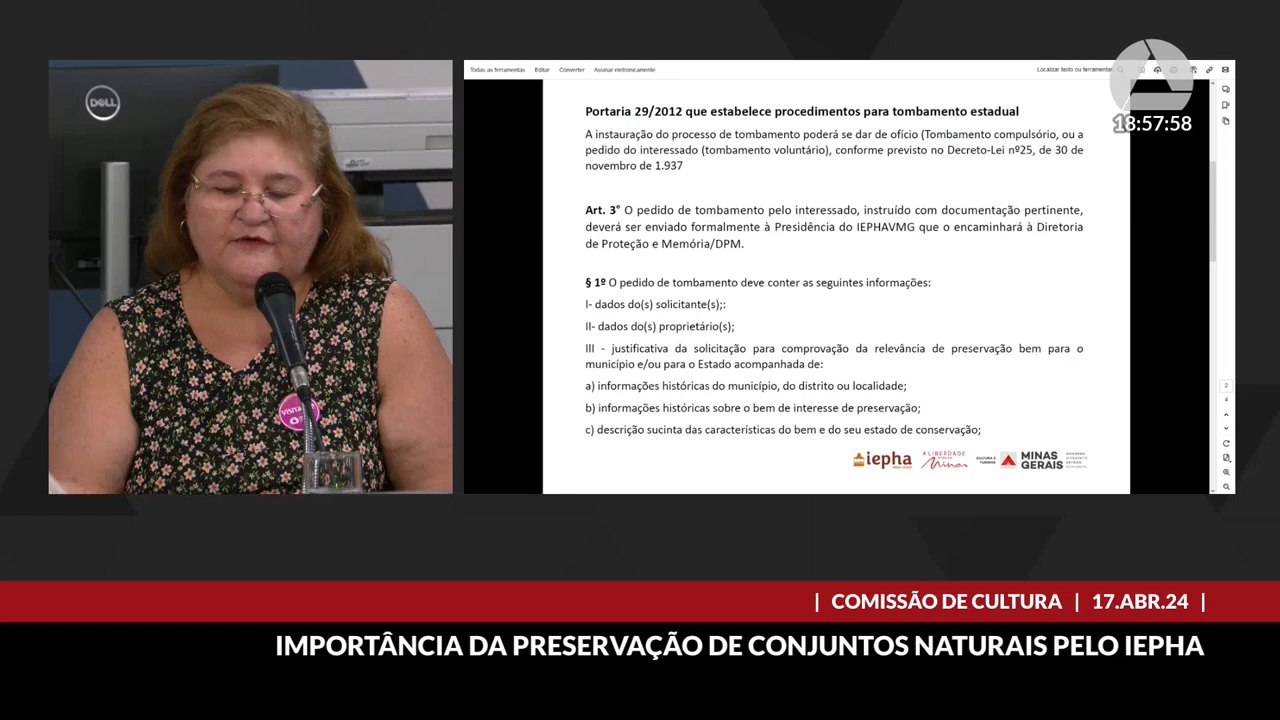 DELL
Todas as ferramentas Editar Converter Assinar eletronicamente
Localizar texto ou ferramentas
18:57:58
Portaria 29/2012 que estabelece procedimentos para tombamento estadual
A instauração do processo de tombamento poderá se dar de ofício (Tombamento compulsório, ou a
pedido do interessado (tombamento voluntário), conforme previsto no Decreto-Lei nº25, de 30 de
novembro de 1.937
Art. 3° O pedido de tombamento pelo interessado, instruído com documentação pertinente,
deverá ser enviado formalmente à Presidência do IEPHAVMG que o encaminhará à Diretoria
de Proteção e Memória/DPM.
§ 1º O pedido de tombamento deve conter as seguintes informações:
I- dados do(s) solicitante(s);:
II- dados do(s) proprietário(s);
III - justificativa da solicitação para comprovação da relevância de preservação bem para o
município e/ou para o Estado acompanhada de:
a) informações históricas do município, do distrito ou localidade;
b) informações históricas sobre o bem de interesse de preservação;
c) descrição sucinta das características do bem e do seu estado de conservação;
2
4
iepha
A LIBERDADE
Minas
CULTURA E
TURISMO
MINAS
GERAIS
| COMISSÃO DE CULTURA | 17.ABR.24 |
IMPORTÂNCIA DA PRESERVAÇÃO DE CONJUNTOS NATURAIS PELO IEPHA